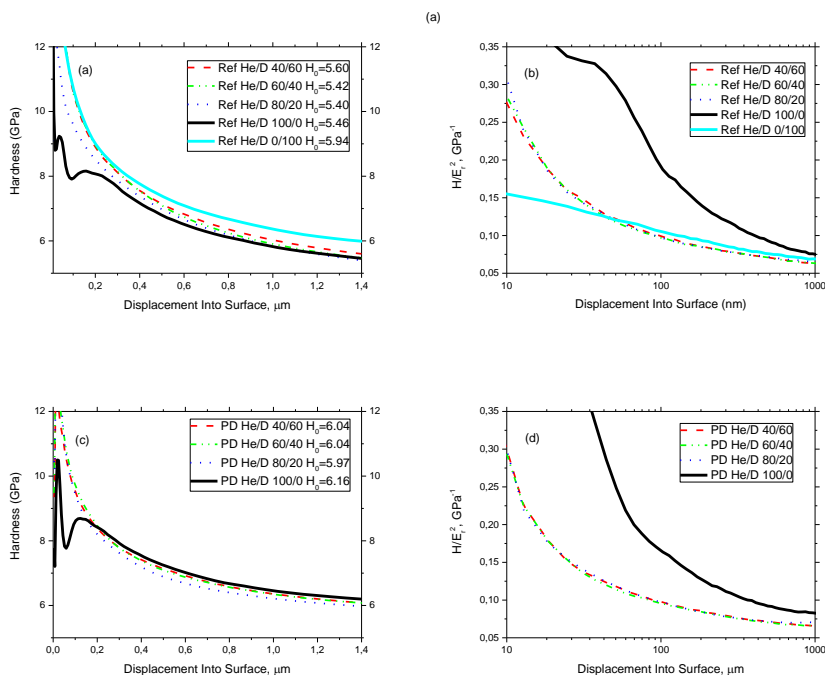 (a)
12
10
8
6
12
10
8
6
Hardness (GPa)
(a)
Ref He/D 40/60 H0=5.60
Ref He/D 60/40 H0=5.42
Ref He/D 80/20 H0=5.40
Ref He/D 100/0 H0=5.46
Ref He/D 0/100 H0=5.94
0,2 0,4 0,6 0,8 1,0 1,2 1,4
Displacement Into Surface, µm
0,35
0,30
0,25
0,20
0,15
0,10
0,05
H/Er², GPa-1
(b)
Ref He/D 40/60
Ref He/D 60/40
Ref He/D 80/20
Ref He/D 100/0
Ref He/D 0/100
10 100 1000
Displacement Into Surface (nm)
12
10
8
6
12
10
8
6
Hardness (GPa)
(c)
PD He/D 40/60 H0=6.04
PD He/D 60/40 H0=6.04
PD He/D 80/20 H0=5.97
PD He/D 100/0 H0=6.16
0,0 0,2 0,4 0,6 0,8 1,0 1,2 1,4
Displacement Into Surface, µm
0,35
0,30
0,25
0,20
0,15
0,10
0,05
H/Er², GPa-1
(d)
PD He/D 40/60
PD He/D 60/40
PD He/D 80/20
PD He/D 100/0
10 100 1000
Displacement Into Surface, µm